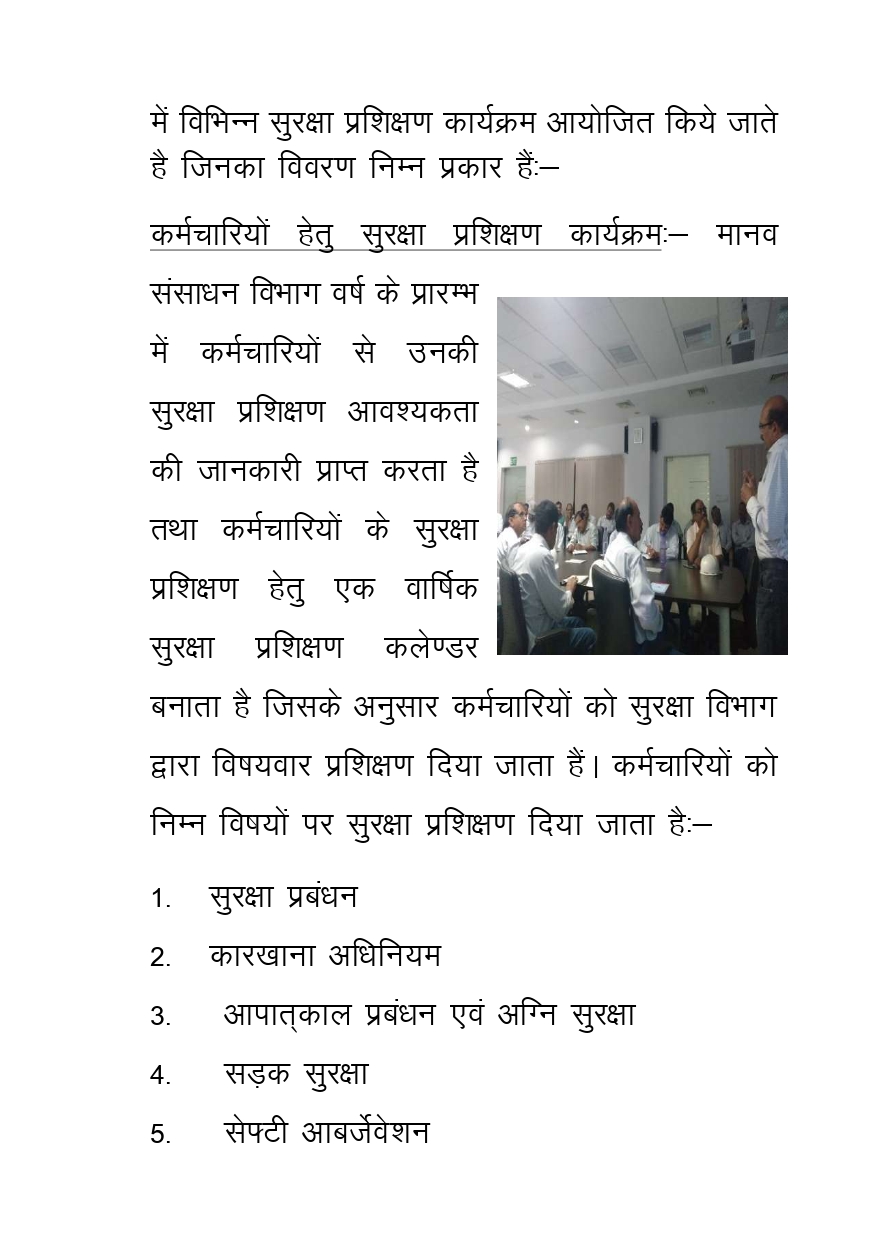 में विभिन्न सुरक्षा प्रशिक्षण कार्यक्रम आयोजित किये जाते
है जिनका विवरण निम्न प्रकार हैंः–
कर्मचारियों हेतु सुरक्षा प्रशिक्षण कार्यक्रमः– मानव
संसाधन विभाग वर्ष के प्रारम्भ
में कर्मचारियों से उनकी
सुरक्षा प्रशिक्षण आवश्यकता
की जानकारी प्राप्त करता है
तथा कर्मचारियों के सुरक्षा
प्रशिक्षण हेतु एक वार्षिक
सुरक्षा प्रशिक्षण कलेण्डर
बनाता है जिसके अनुसार कर्मचारियों को सुरक्षा विभाग
द्वारा विषयवार प्रशिक्षण दिया जाता हैं। कर्मचारियों को
निम्न विषयों पर सुरक्षा प्रशिक्षण दिया जाता हैः–
1. सुरक्षा प्रबंधन
2. कारखाना अधिनियम
3. आपात्काल प्रबंधन एवं अग्नि सुरक्षा
4. सड़क सुरक्षा
5. सेफ्टी आबर्जेवेशन